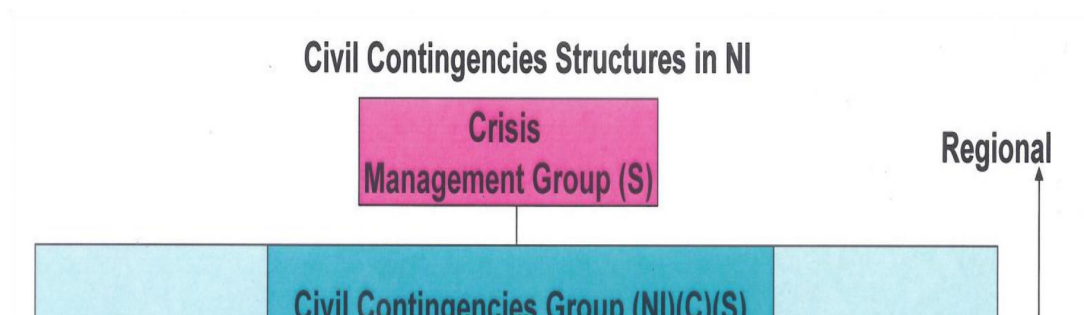 Civil Contingencies Structures in NI
Crisis
Management Group (S)
Regional
Civil Contingencies Group (NI)(C)(S)